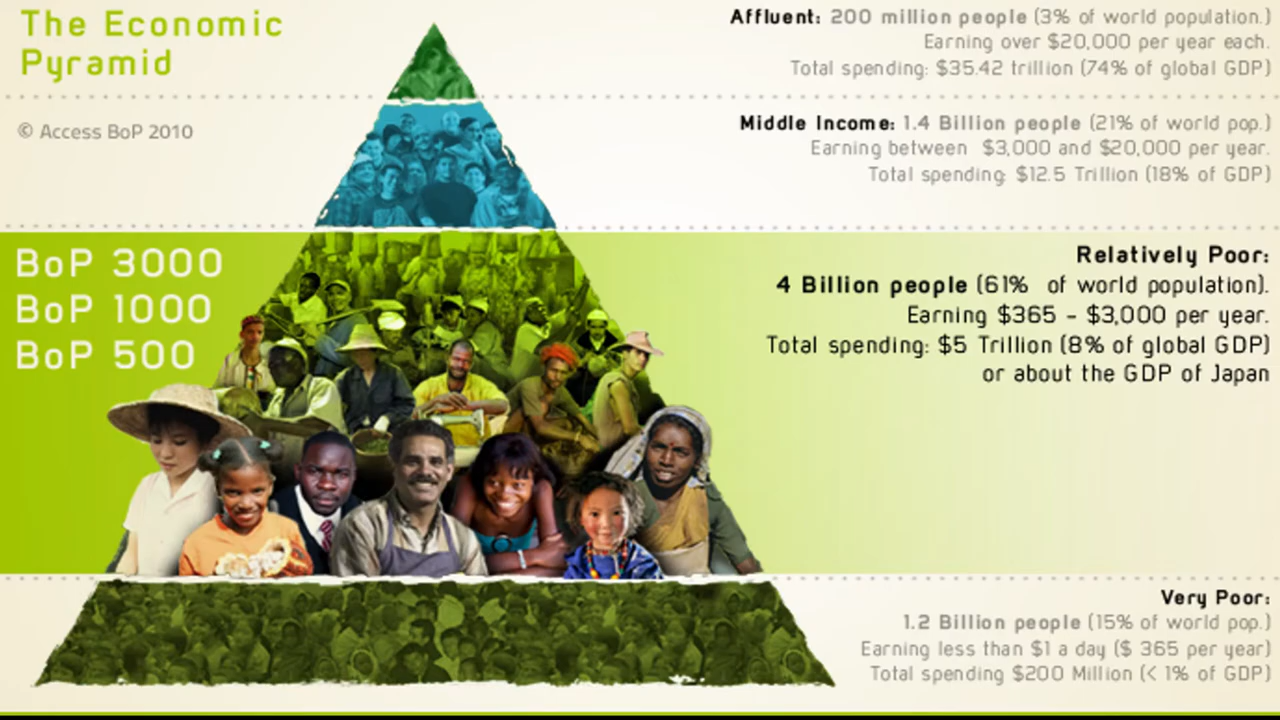 The Economic
Pyramid
© Access BoP 2010
Affluent: 200 million people (3% of world population.)
Earning over $20,000 per year each.
Total spending: $35.42 trillion (74% of global GDP)
Middle Income: 1.4 Billion people (21% of world pop.)
Earning between $3,000 and $20,000 per year.
Total spending: $12.5 Trillion (18% of GDP)
BoP 3000
BoP 1000
BoP 500
Relatively Poor:
4 Billion people (61% of world population).
Earning $365 - $3,000 per year.
Total spending: $5 Trillion (8% of global GDP)
or about the GDP of Japan
Very Poor:
1.2 Billion people (15% of world pop.)
Earning less than $1 a day ($ 365 per year)
Total spending $200 Million (< 1% of GDP)